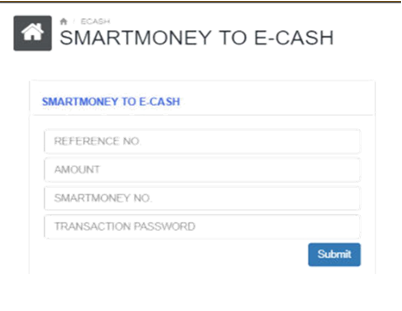 / ECASH
SMARTMONEY TO E-CASH
SMARTMONEY TO E-CASH
REFERENCE NO
AMOUNT
SMARTMONEY NO.
TRANSACTION PASSWORD
Submit